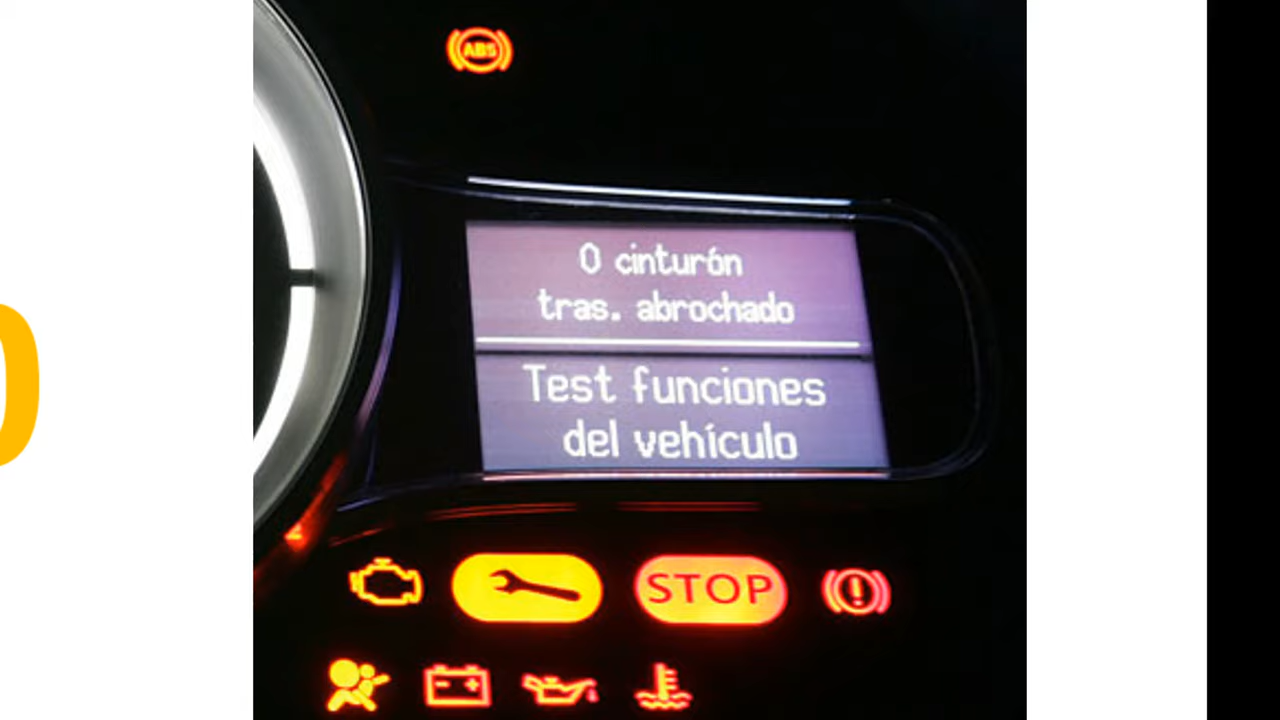 ABS
0 cinturón
tras. abrochado
Test funciones
del vehículo
STOP